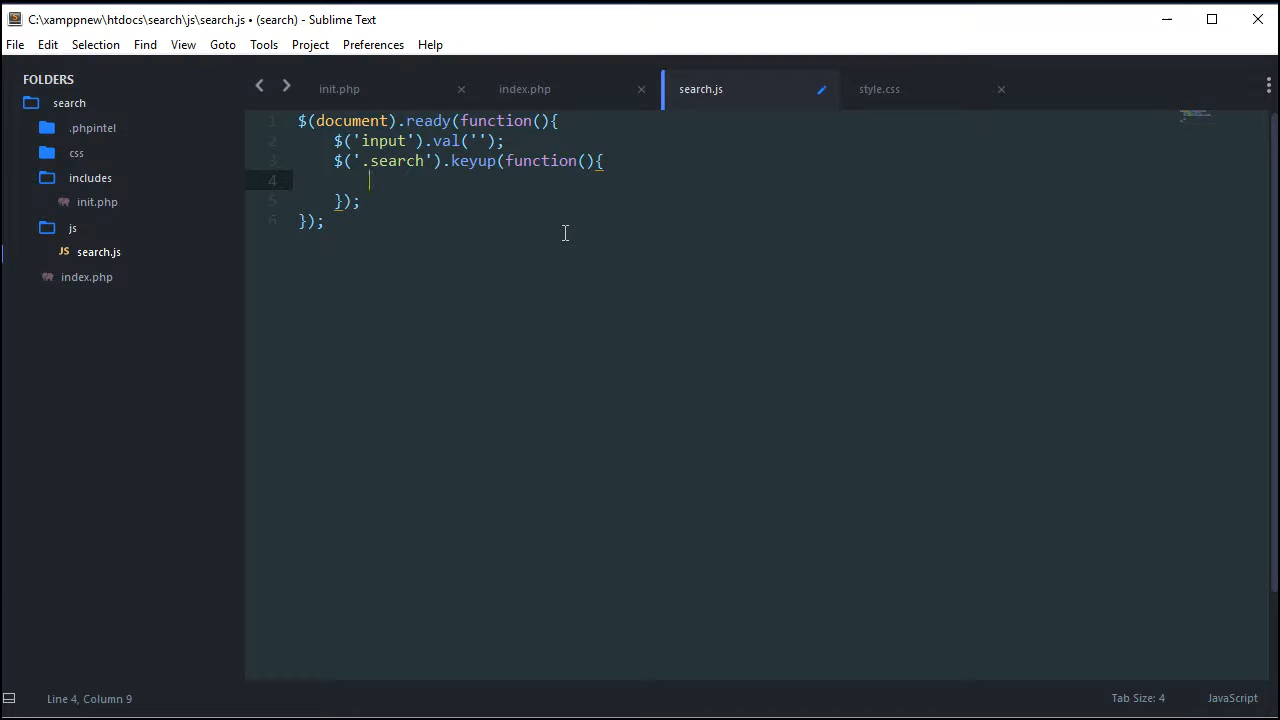 C:\xamppnew\htdocs\search\js\search.js • (search) - Sublime Text
File Edit Selection Find View Goto Tools Project Preferences Help
FOLDERS
search
.phpintel
css
includes
init.php
js
JS search.js
index.php
init.php index.php search.js style.css
1 $(document).ready(function(){
2 $('input').val('');
3 $('.search').keyup(function(){
4
5 });
6 });
Line 4, Column 9 Tab Size: 4 JavaScript